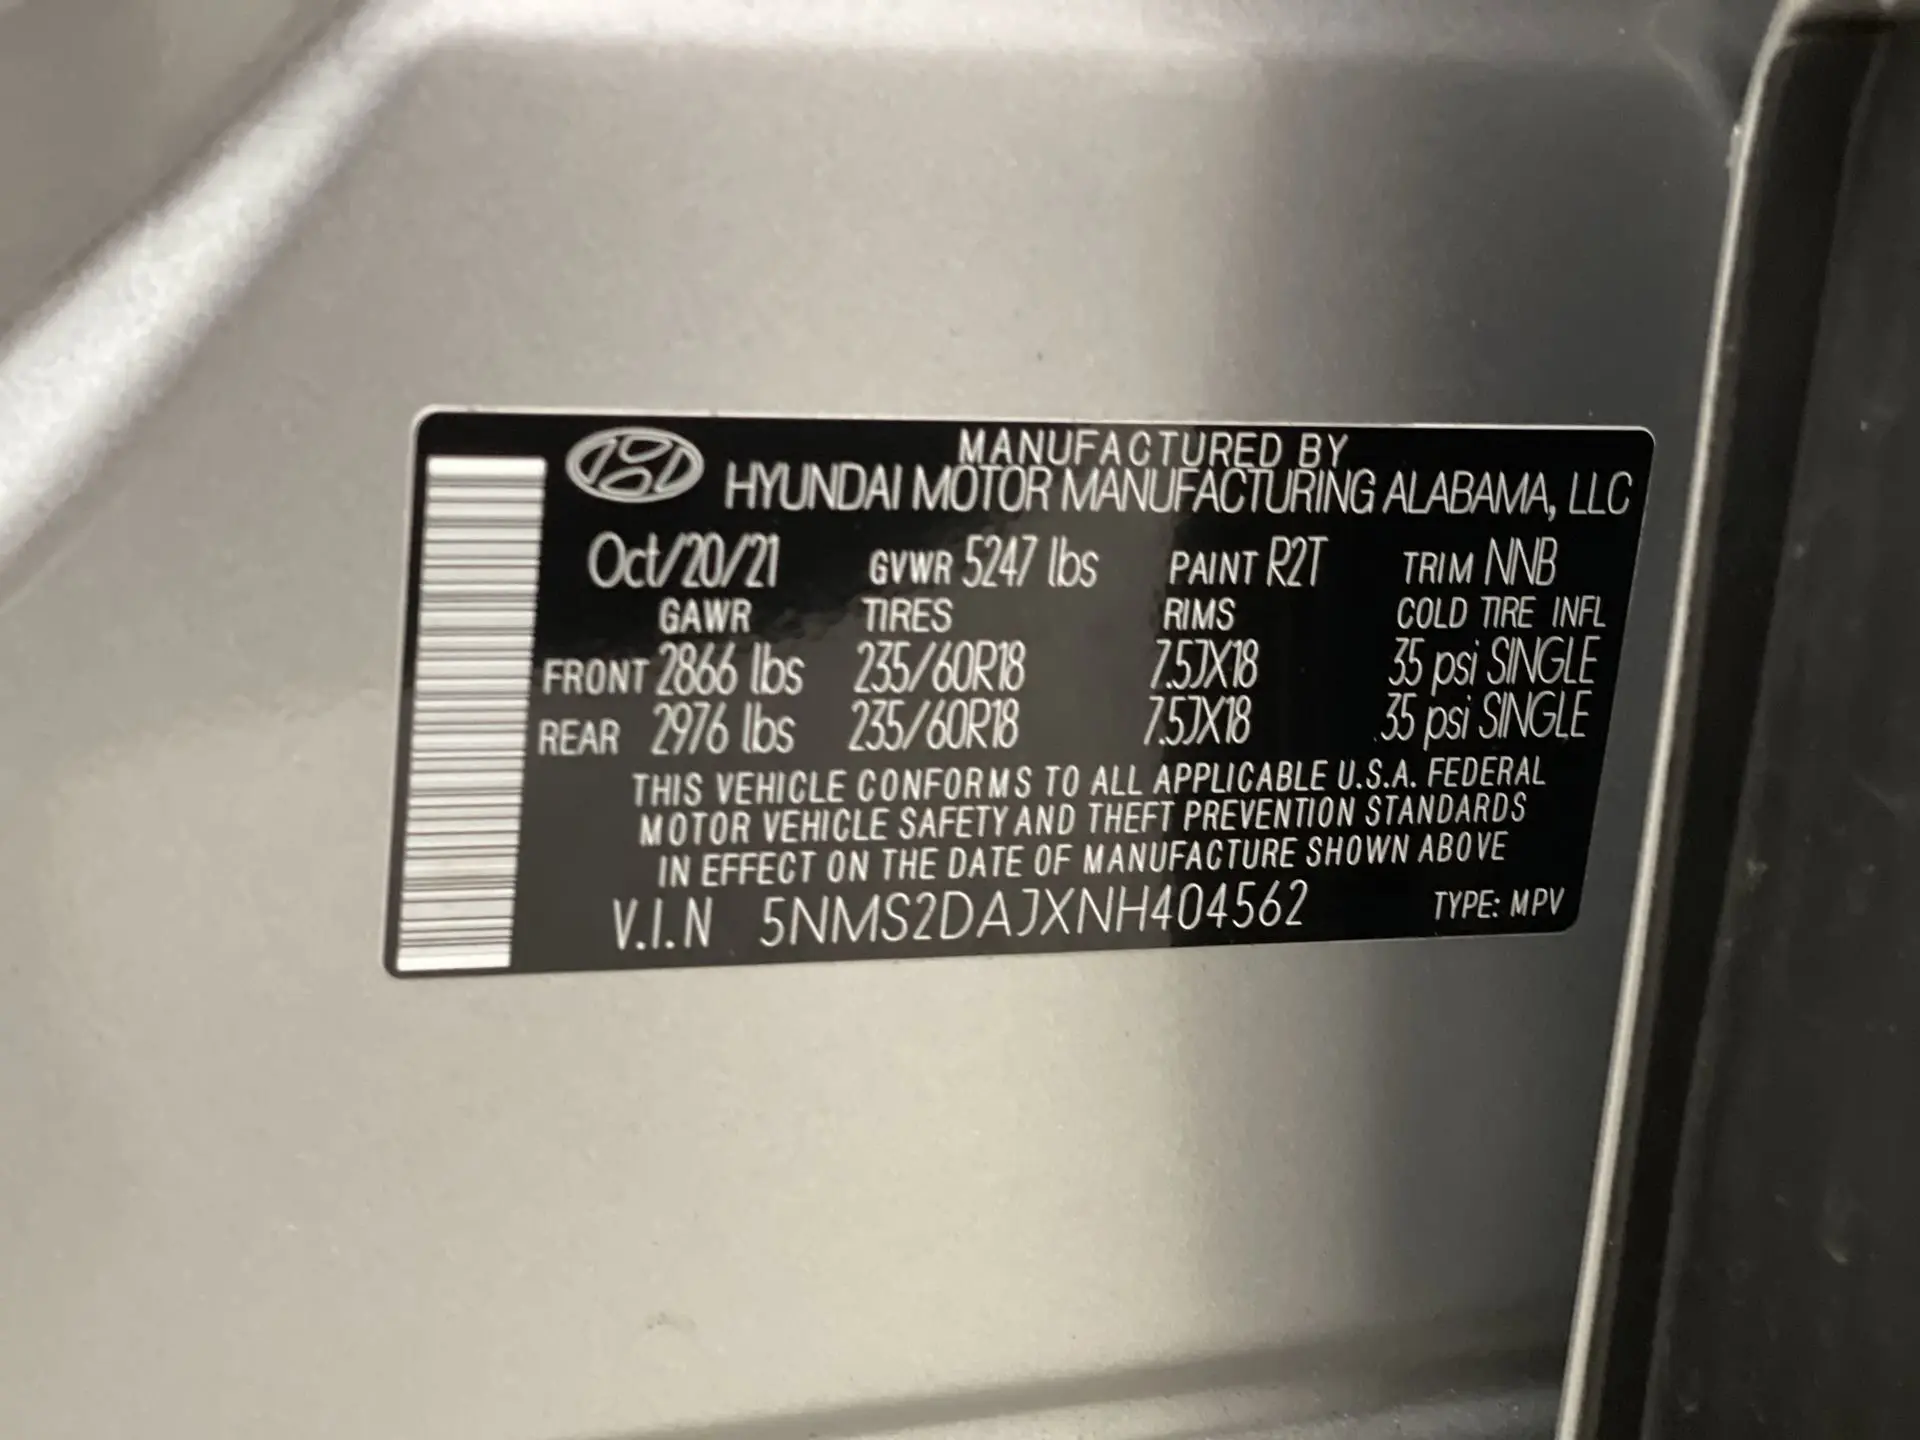 MANUFACTURED BY
HYUNDAI MOTOR MANUFACTURING ALABAMA, LLC
Oct/20/21 GVWR 5247 lbs PAINT R2T TRIM NNB
GAWR TIRES RIMS COLD TIRE INFL
FRONT 2866 lbs 235/60R18 7.5JX18 35 psi SINGLE
REAR 2976 lbs 235/60R18 7.5JX18 35 psi SINGLE
THIS VEHICLE CONFORMS TO ALL APPLICABLE U.S.A. FEDERAL
MOTOR VEHICLE SAFETY AND THEFT PREVENTION STANDARDS
IN EFFECT ON THE DATE OF MANUFACTURE SHOWN ABOVE
V.I.N 5NMS2DAJXNH404562 TYPE: MPV